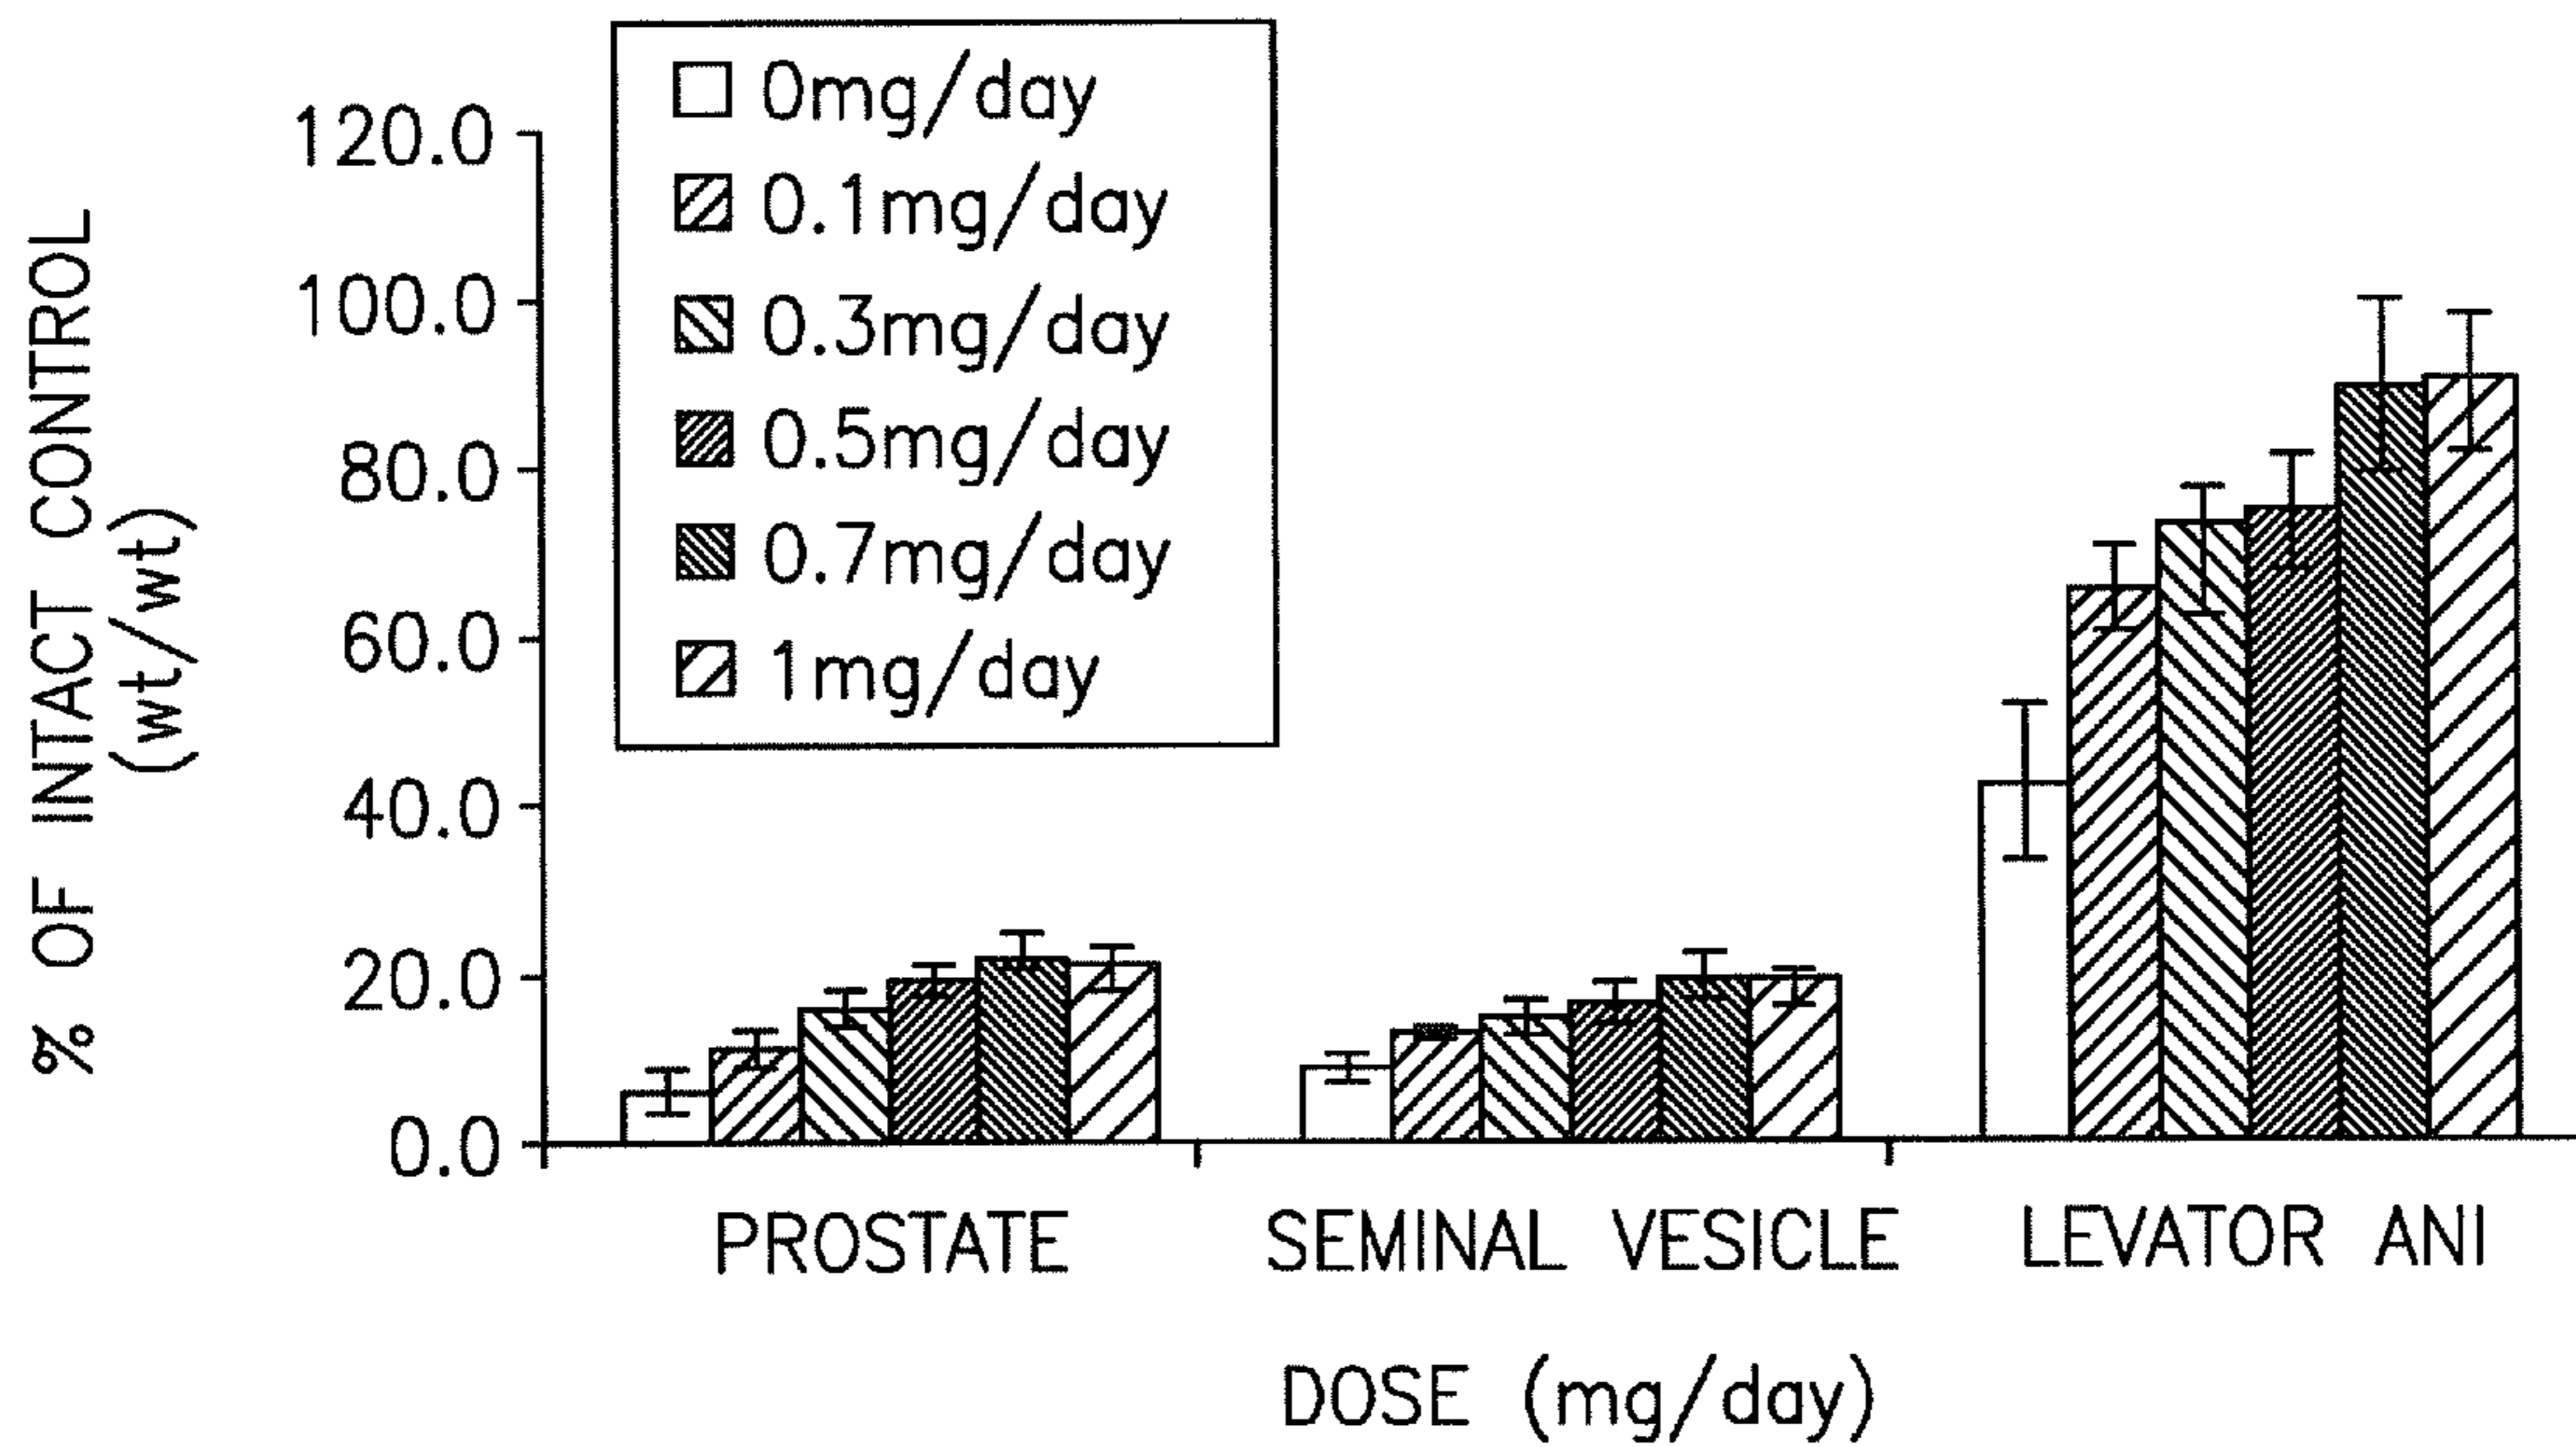 % OF INTACT CONTROL
(wt/wt)
120.0
100.0
80.0
60.0
40.0
20.0
0.0
0mg/day
0.1mg/day
0.3mg/day
0.5mg/day
0.7mg/day
1mg/day
PROSTATE
SEMINAL VESICLE
LEVATOR ANI
DOSE (mg/day)